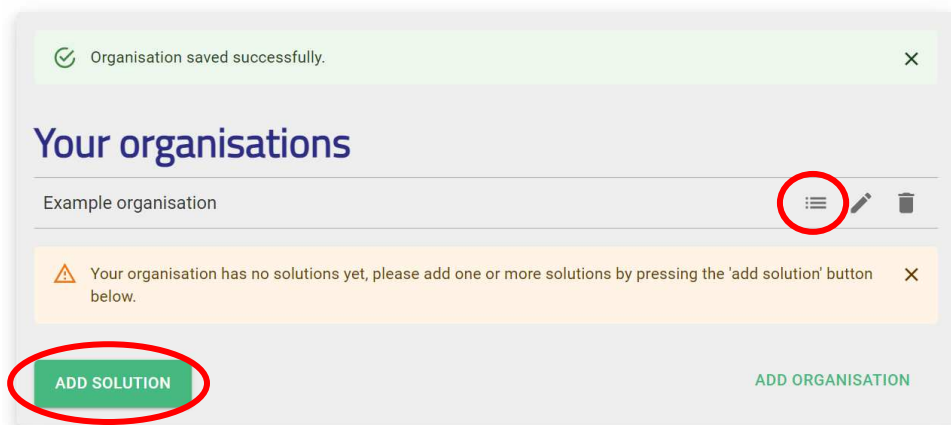 Organisation saved successfully.
Your organisations
Example organisation
Your organisation has no solutions yet, please add one or more solutions by pressing the 'add solution' button
below.
ADD SOLUTION
ADD ORGANISATION